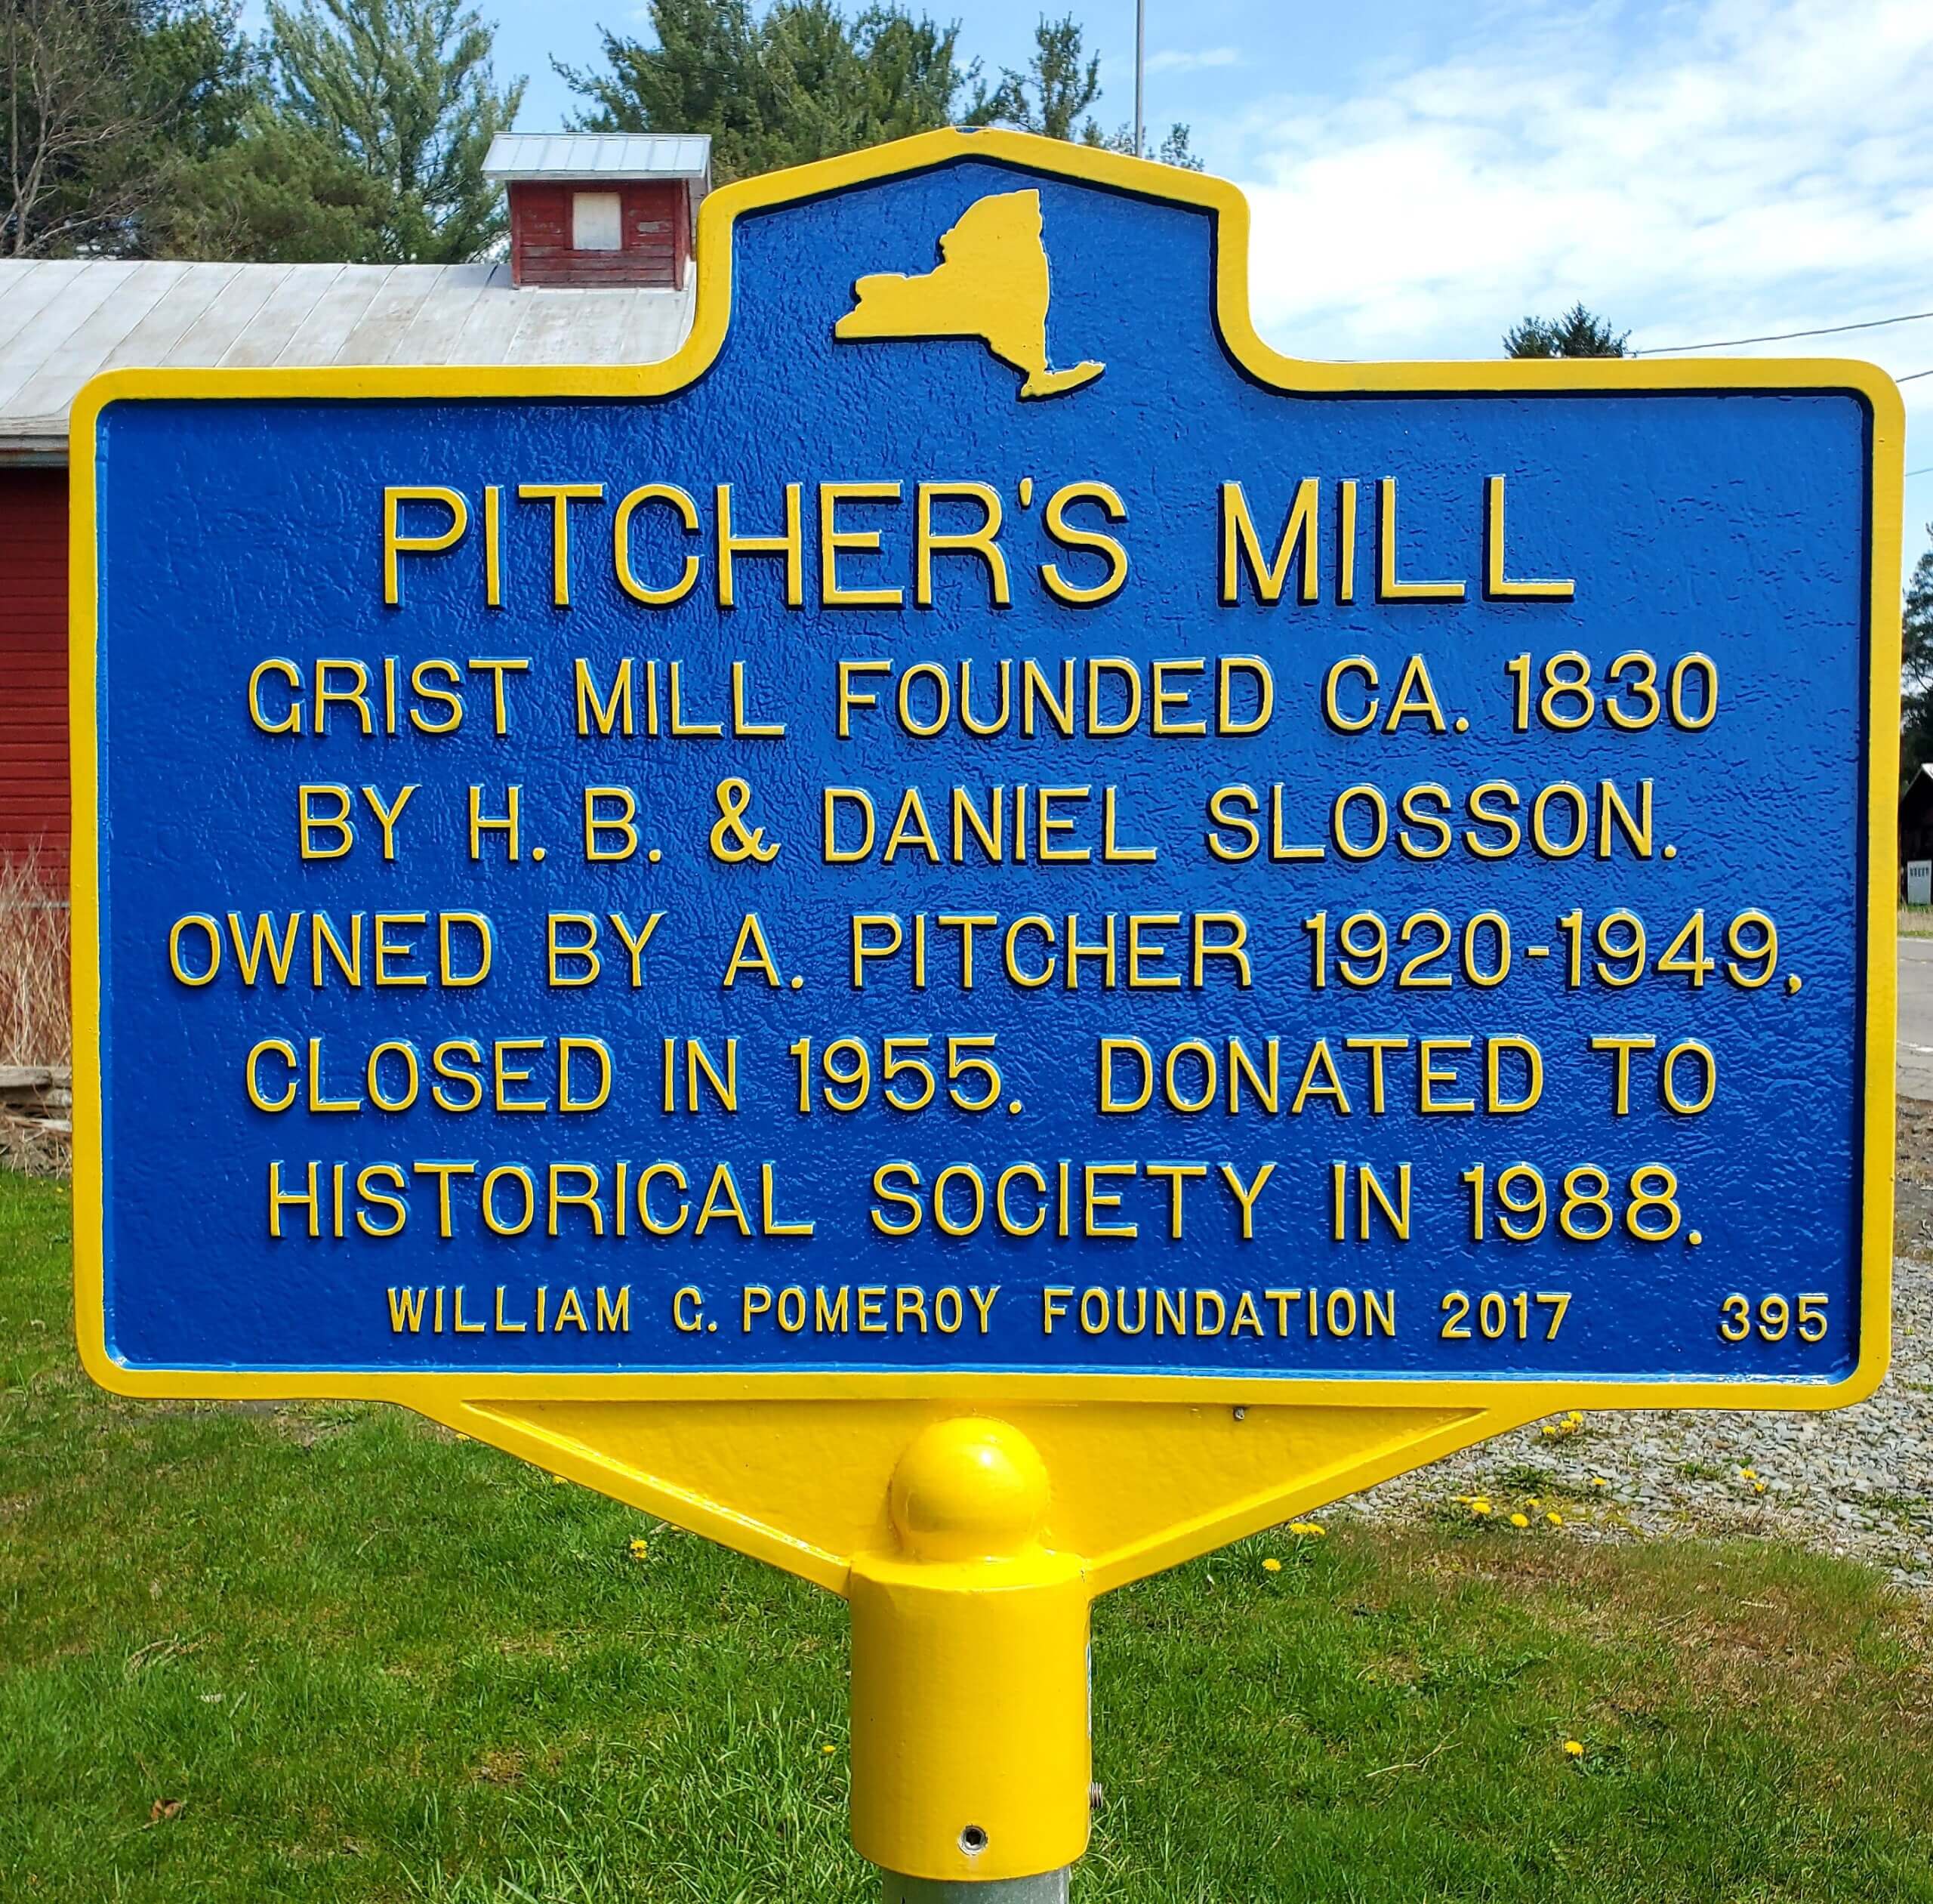 PITCHER'S MILL
GRIST MILL FOUNDED CA. 1830
BY H. B. & DANIEL SLOSSON.
OWNED BY A. PITCHER 1920-1949,
CLOSED IN 1955. DONATED TO
HISTORICAL SOCIETY IN 1988.
WILLIAM G. POMEROY FOUNDATION 2017 395